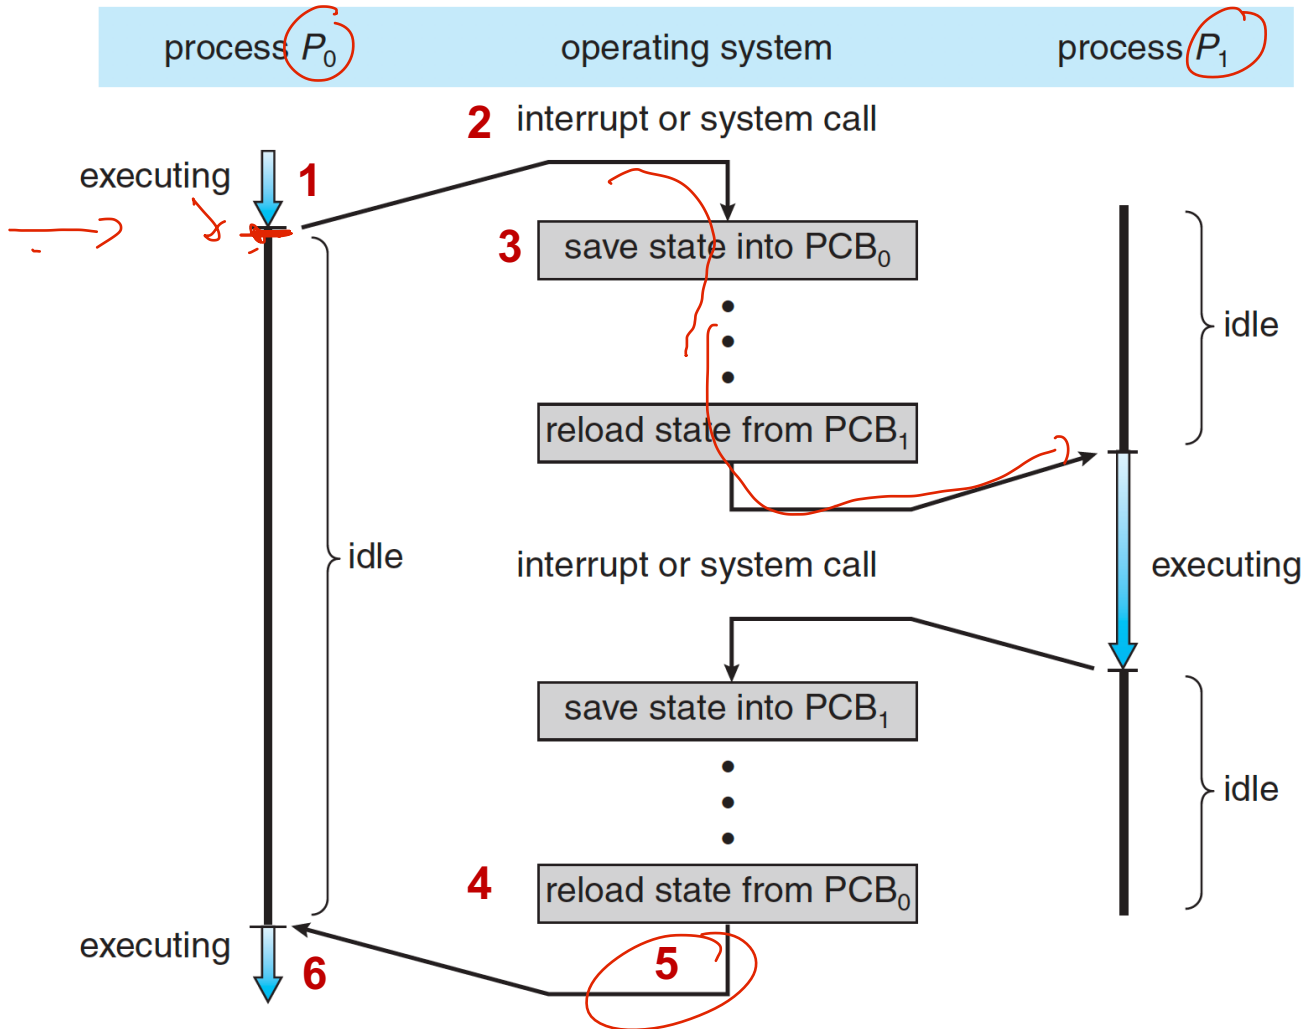 process P₀ operating system process P₁
2 interrupt or system call
executing 1
3 save state into PCB₀
idle
reload state from PCB₁
idle
interrupt or system call
executing
save state into PCB₁
idle
4 reload state from PCB₀
executing
5
6